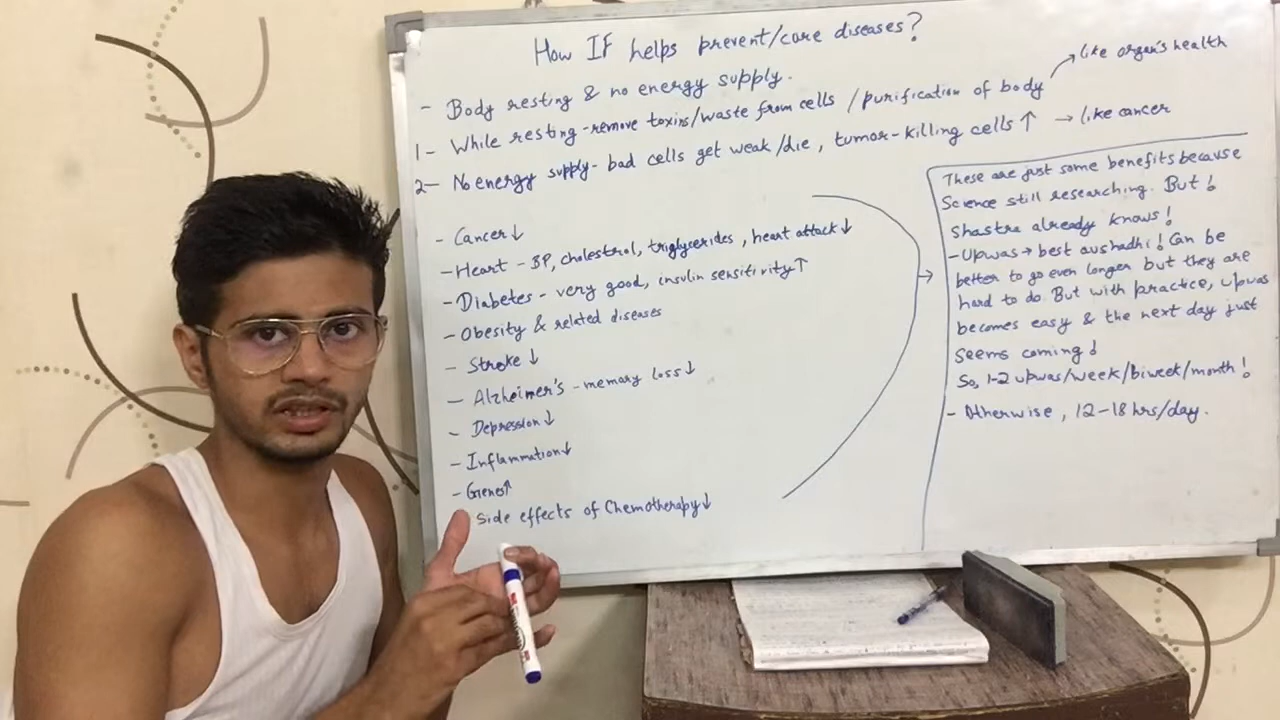 How IF helps prevent/cure diseases?
- Body resting & no energy supply.
1- While resting - remove toxins/waste from cells / purification of body → like organ's health
2- No energy supply - bad cells get weak/die, tumor-killing cells ↑ → like cancer
- Cancer ↓
- Heart - BP, cholestrol, triglycerides, heart attack ↓
- Diabetes - very good, insulin sensitivity ↑
- Obesity & related diseases
- Stroke ↓
- Alzheimer's - memory loss ↓
- Depression ↓
- Inflammation ↓
- Genes ↑
Side effects of Chemotherapy ↓
These are just some benefits because
Science still researching. But!
Shastra already knows!
- Upwas → best aushadhi! Can be
better to go even longer but they are
hard to do. But with practice, upwas
becomes easy & the next day just
seems coming!
So, 1-2 upwas/week/biweek/month!
- Otherwise, 12-18 hrs/day.